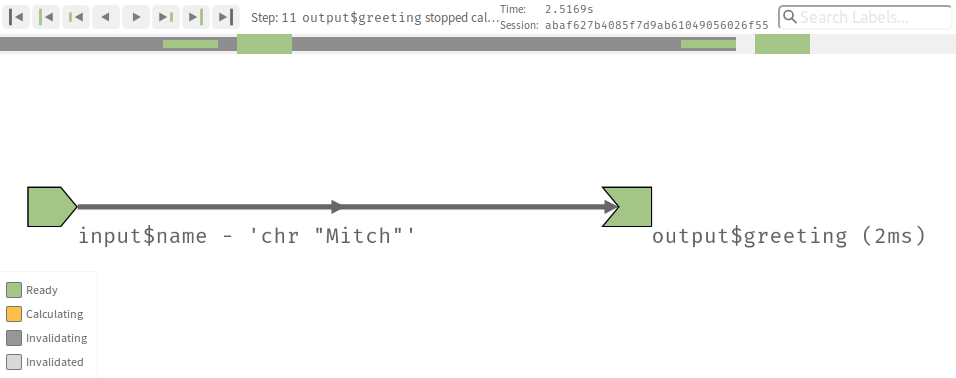 Step: 11 output$greeting stopped cal...
Time: 2.5169s
Session: abaf627b4085f7d9ab61049056026f55
Search Labels...
input$name - 'chr "Mitch"'
output$greeting (2ms)
Ready
Calculating
Invalidating
Invalidated